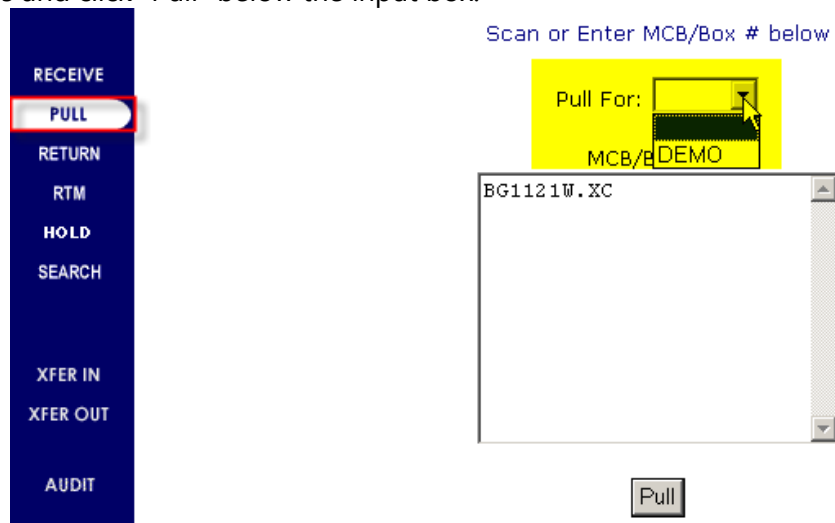 and click "Pull" below the input box.
Scan or Enter MCB/Box # below
RECEIVE
PULL
RETURN
RTM
HOLD
SEARCH
XFER IN
XFER OUT
AUDIT
Pull For:
DEMO
MCB/B
BG1121W.XC
Pull